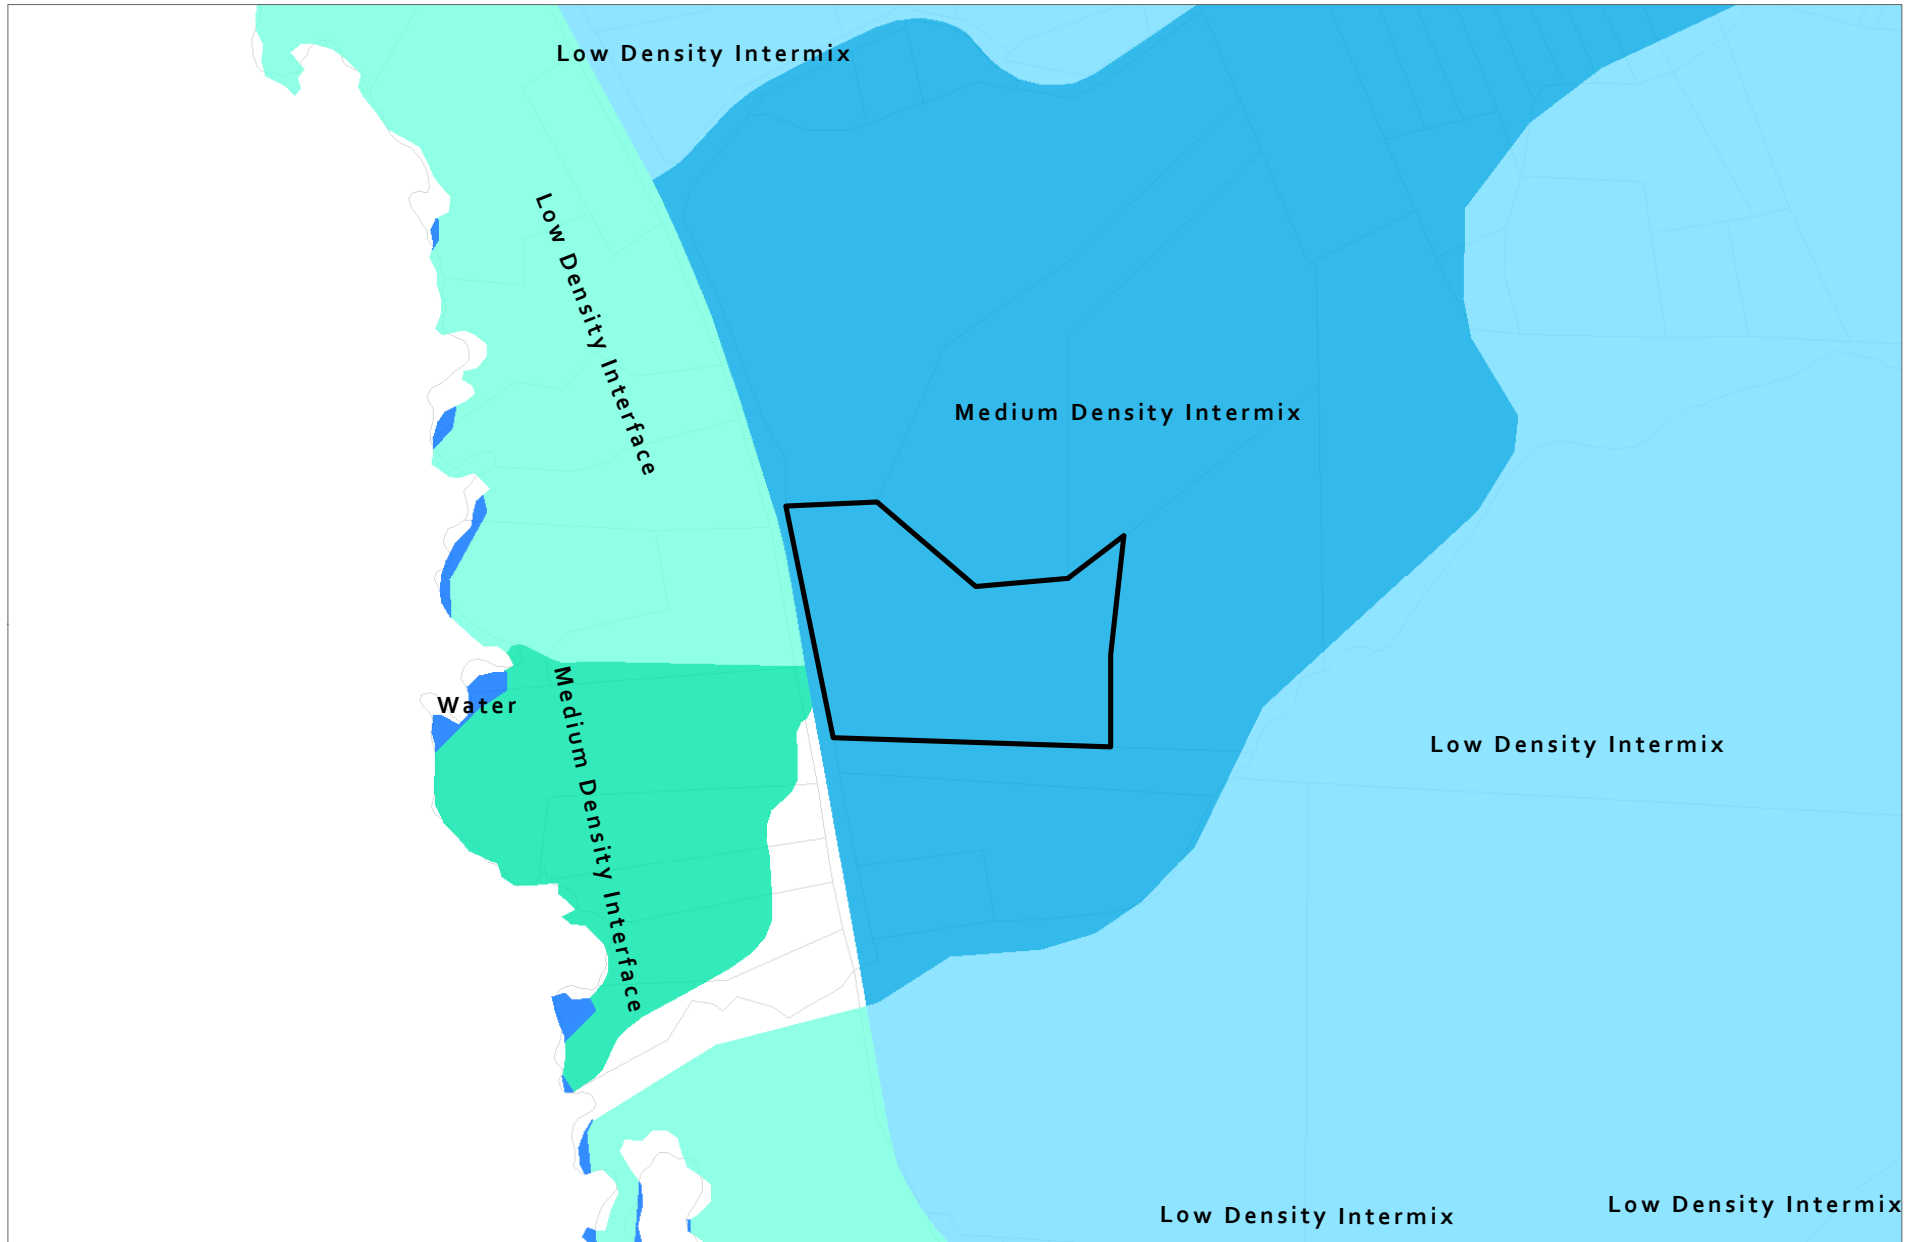 Low Density Intermix
Low Density Interface
Medium Density Intermix
Medium Density Interface
Water
Low Density Intermix
Low Density Intermix
Low Density Intermix